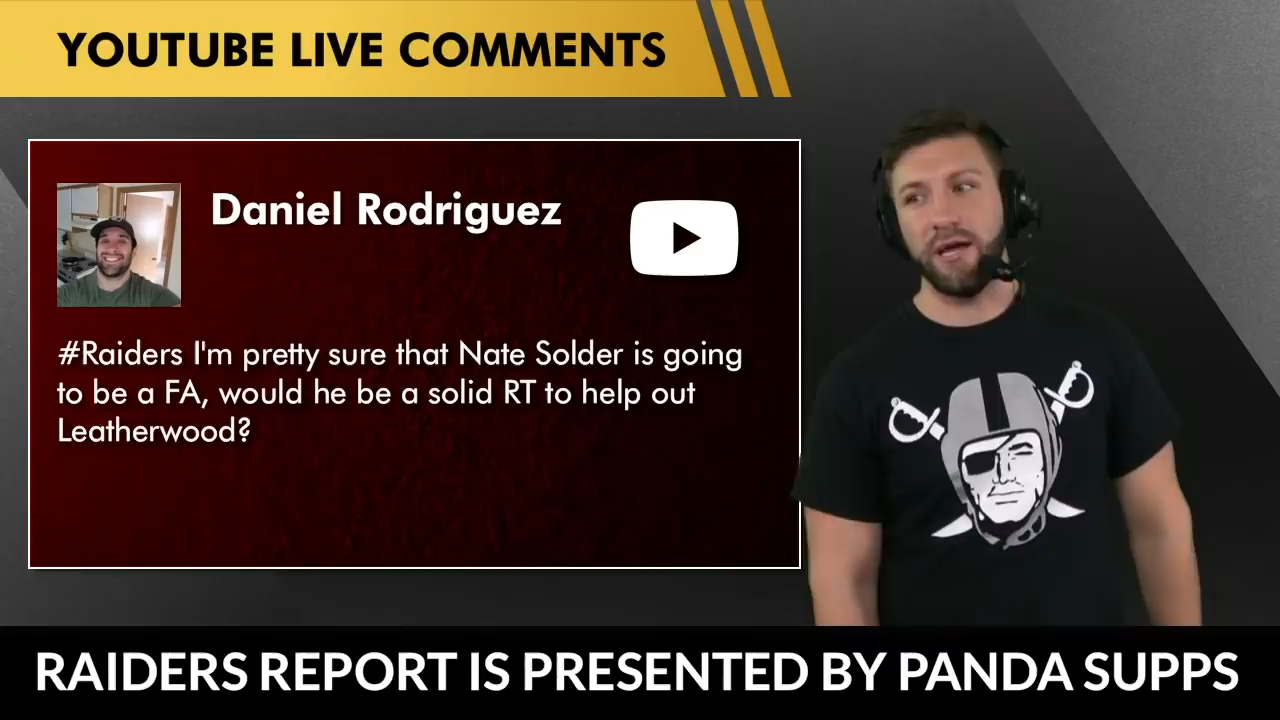 YOUTUBE LIVE COMMENTS
Daniel Rodriguez
#Raiders I'm pretty sure that Nate Solder is going
to be a FA, would he be a solid RT to help out
Leatherwood?
RAIDERS REPORT IS PRESENTED BY PANDA SUPPS